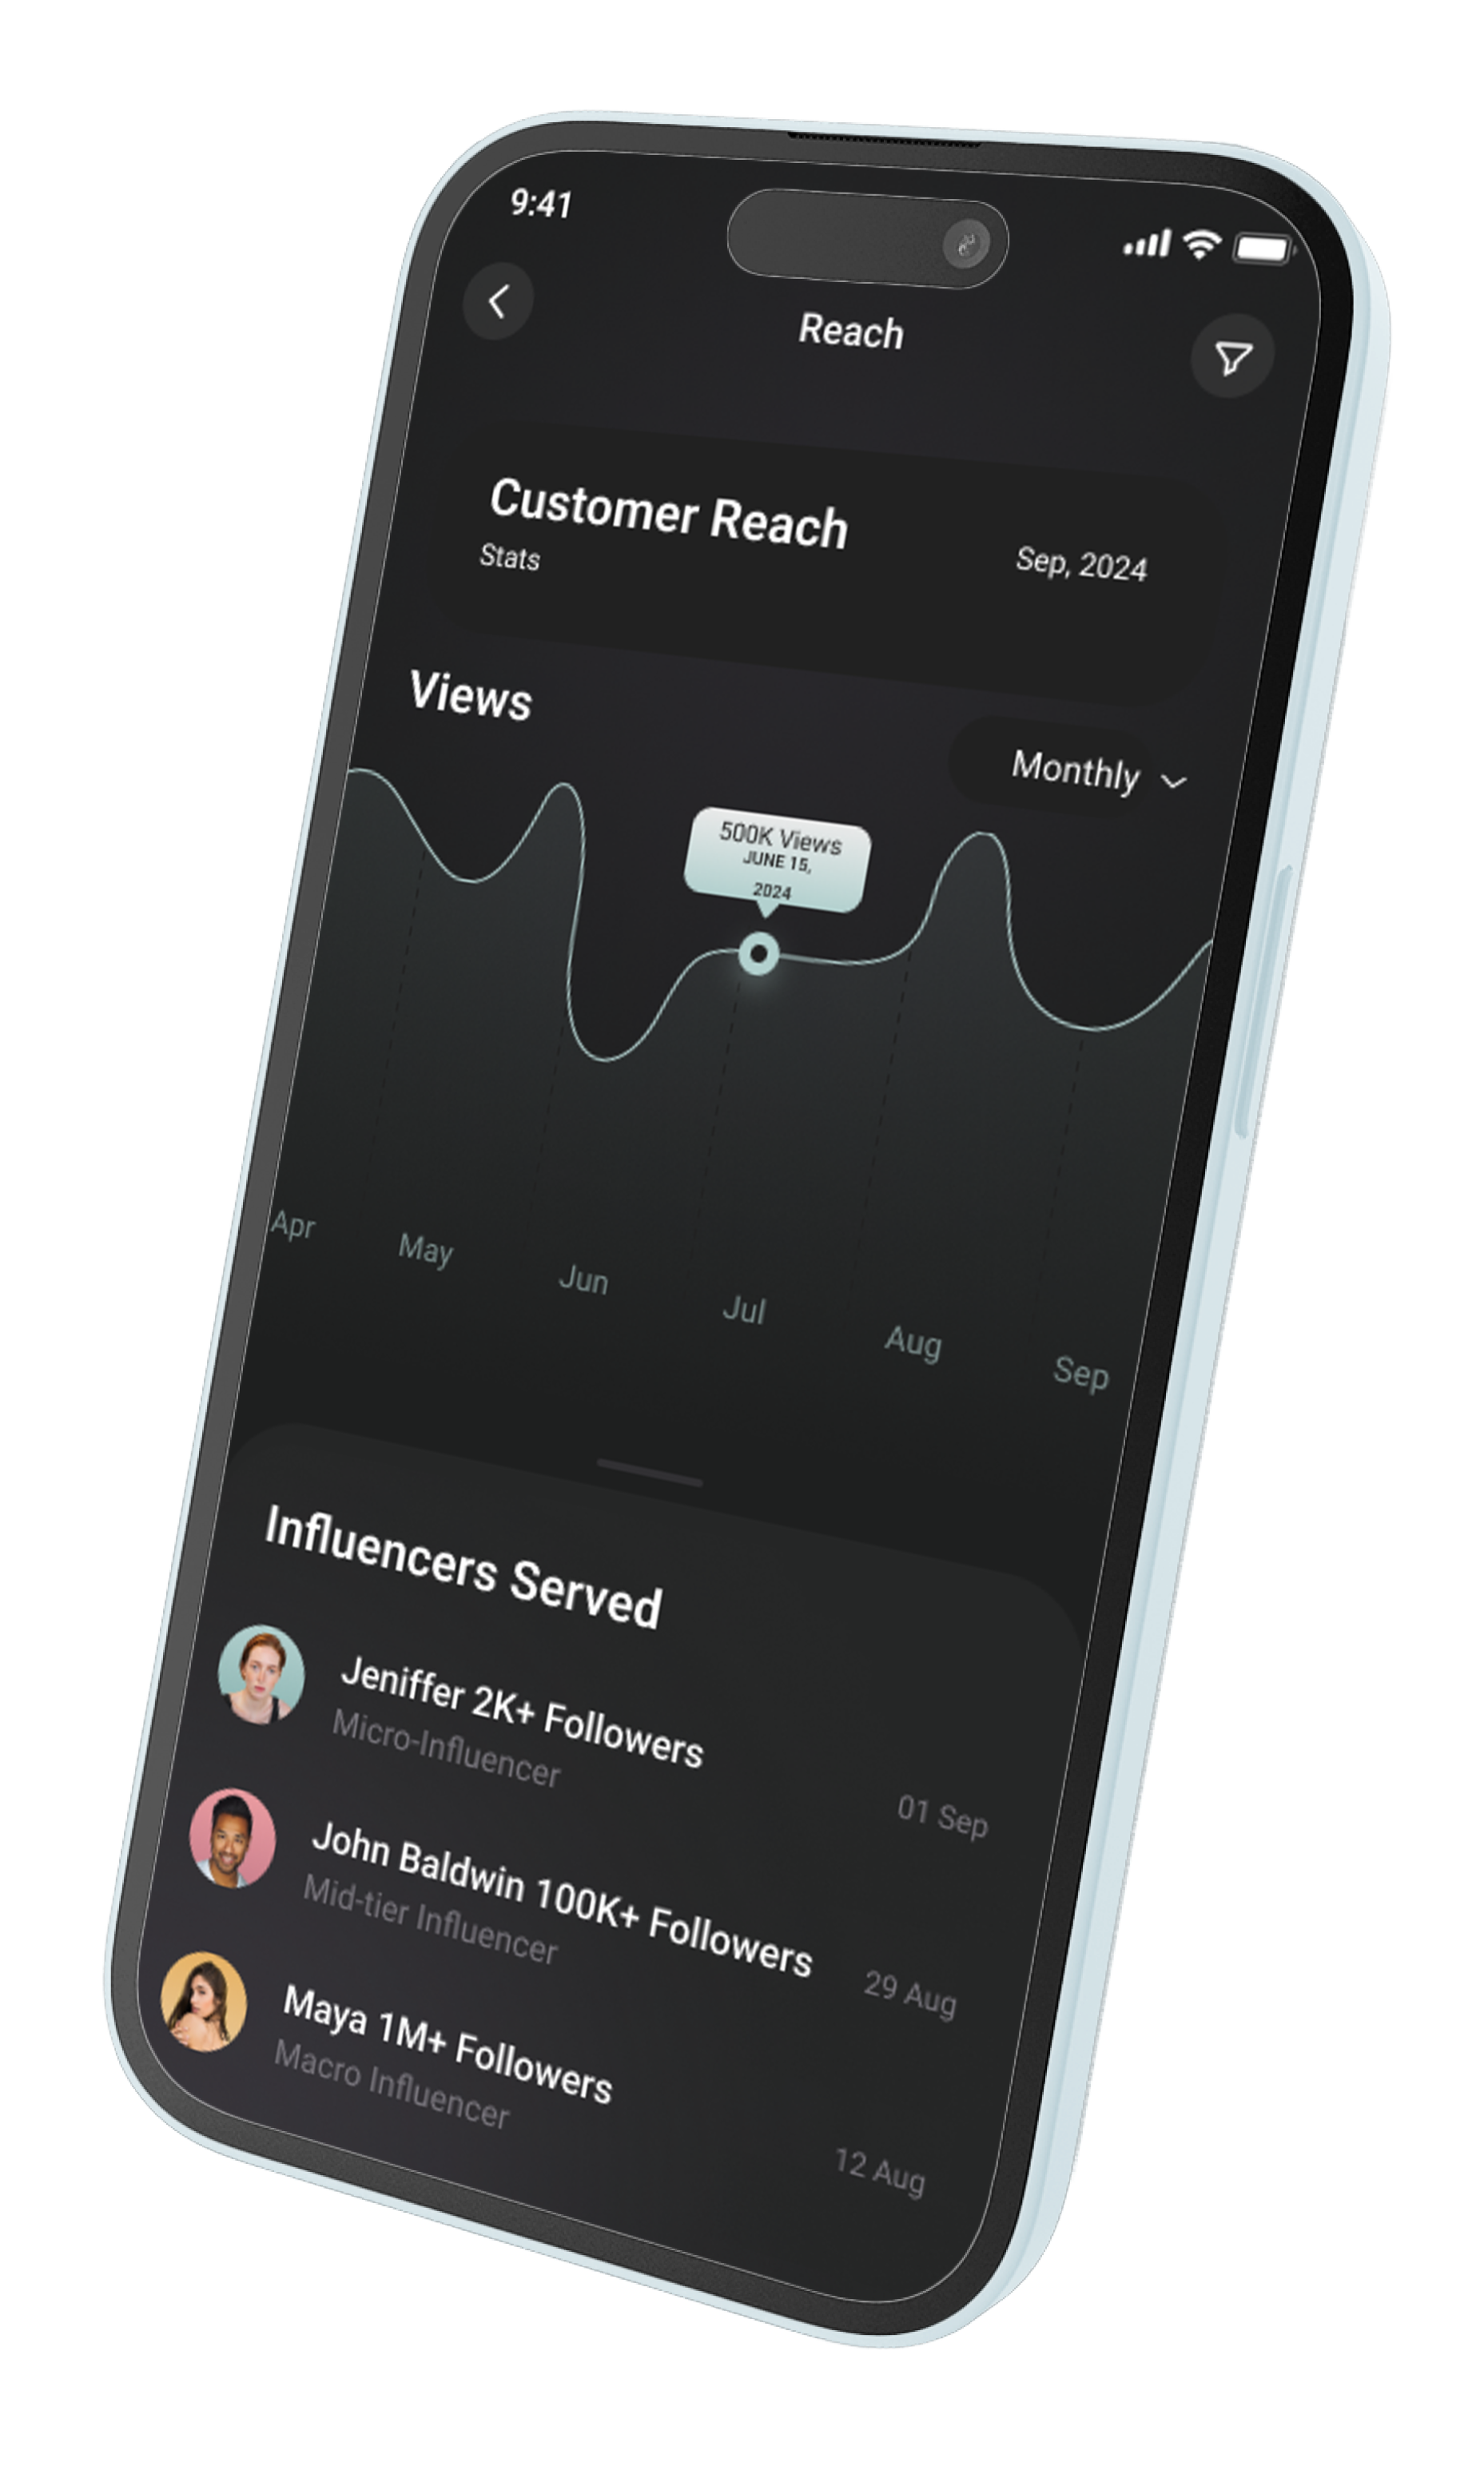 9:41
Reach
Customer Reach
Stats
Sep, 2024
Views
Monthly
500K Views
JUNE 15,
2024
Apr
May
Jun
Jul
Aug
Sep
Influencers Served
Jeniffer 2K+ Followers
Micro-Influencer
01 Sep
John Baldwin 100K+ Followers
Mid-tier Influencer
29 Aug
Maya 1M+ Followers
Macro Influencer
12 Aug